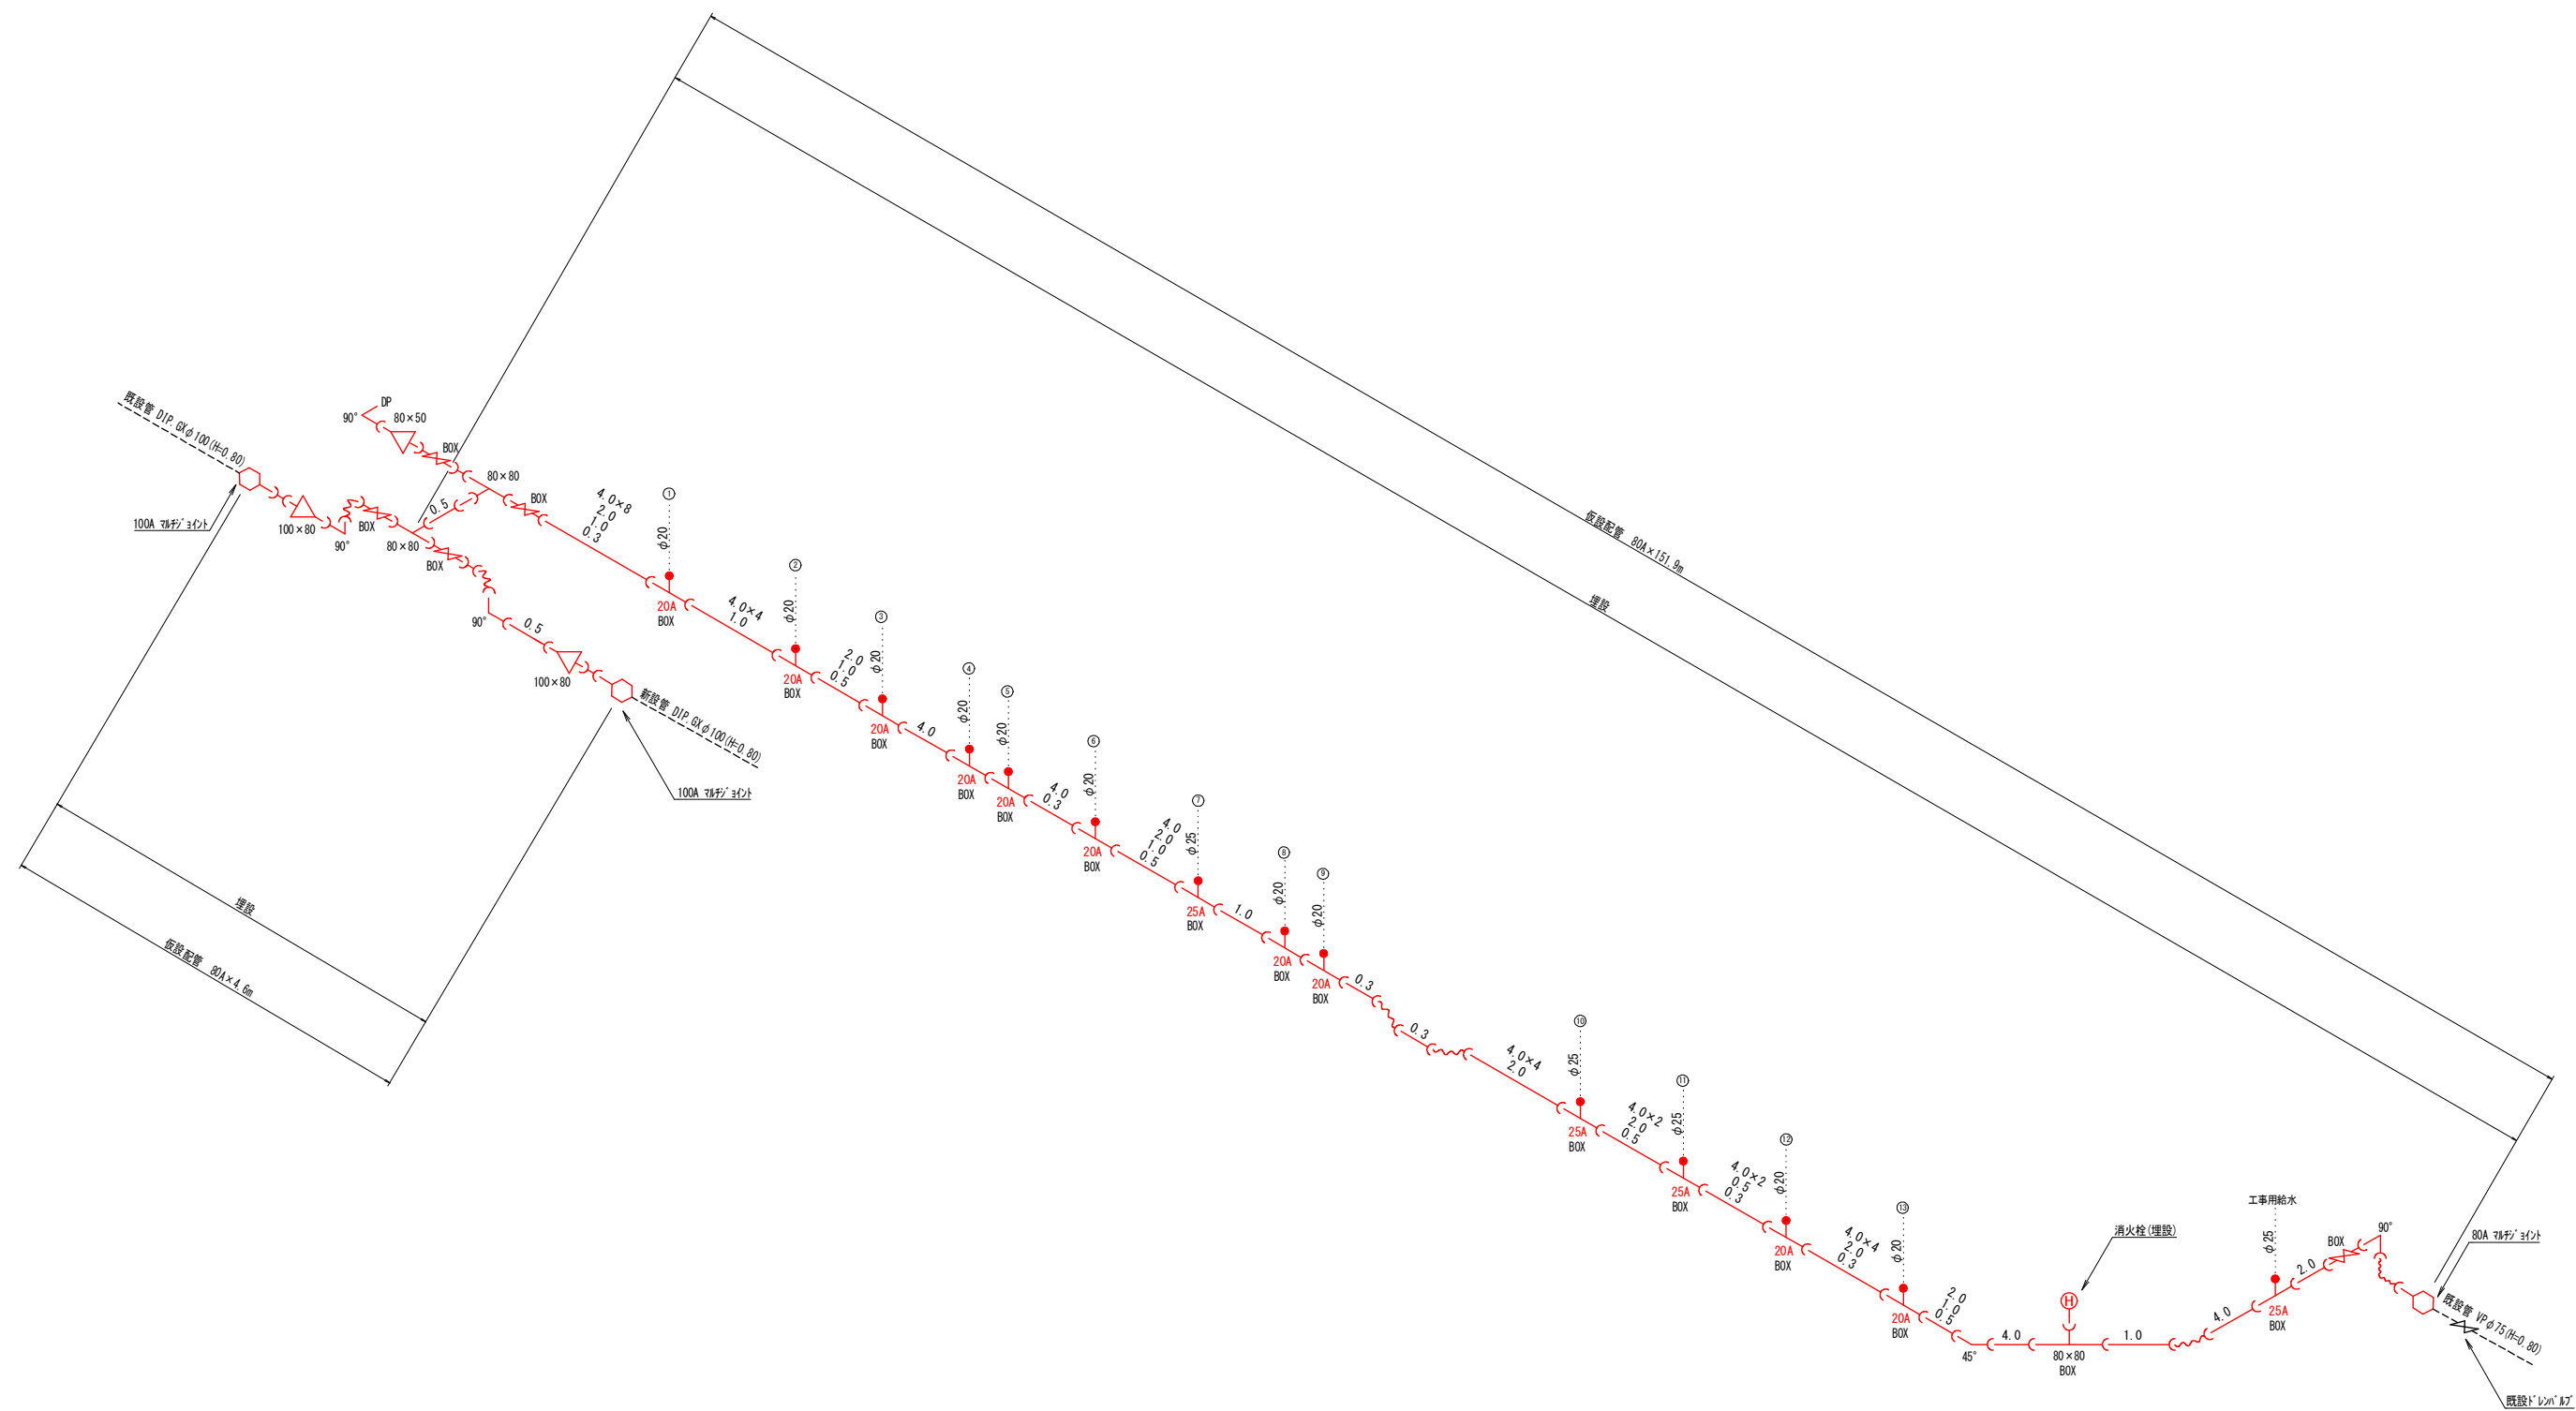 仮設配管 80A×151.9m
埋設
既設管 DIP.GXφ100(H=0.80)
100A ﾏﾙﾁｼﾞｮｲﾝﾄ
100×80
90°
BOX
80×80
90°
DP
80×50
BOX
80×80
0.5
BOX
BOX
90°
0.5
100×80
新設管 DIP.GXφ100(H=0.80)
100A ﾏﾙﾁｼﾞｮｲﾝﾄ
埋設
仮設配管 80A×4.6m
4.0×8
2.0
1.0
0.3
①
φ20
20A
BOX
4.0×4
1.0
②
φ20
20A
BOX
2.0
1.0
0.5
③
φ20
20A
BOX
4.0
④
φ20
20A
BOX
⑤
φ20
20A
BOX
4.0
0.3
⑥
φ20
20A
BOX
4.0
2.0
1.0
0.5
⑦
φ25
25A
BOX
1.0
⑧
φ20
20A
BOX
⑨
φ20
20A
BOX
0.3
0.3
4.0×4
2.0
⑩
φ25
25A
BOX
4.0×2
2.0
0.5
⑪
φ25
25A
BOX
4.0×2
0.5
0.3
⑫
φ20
20A
BOX
4.0×4
2.0
0.3
⑬
φ20
20A
BOX
2.0
1.0
0.5
45°
4.0
消火栓(埋設)
H
80×80
BOX
1.0
4.0
工事用給水
φ25
25A
BOX
2.0
BOX
90°
80A ﾏﾙﾁｼﾞｮｲﾝﾄ
既設管 VPφ75(H=0.80)
既設ﾄﾞﾚﾝﾊﾞﾙﾌﾞ